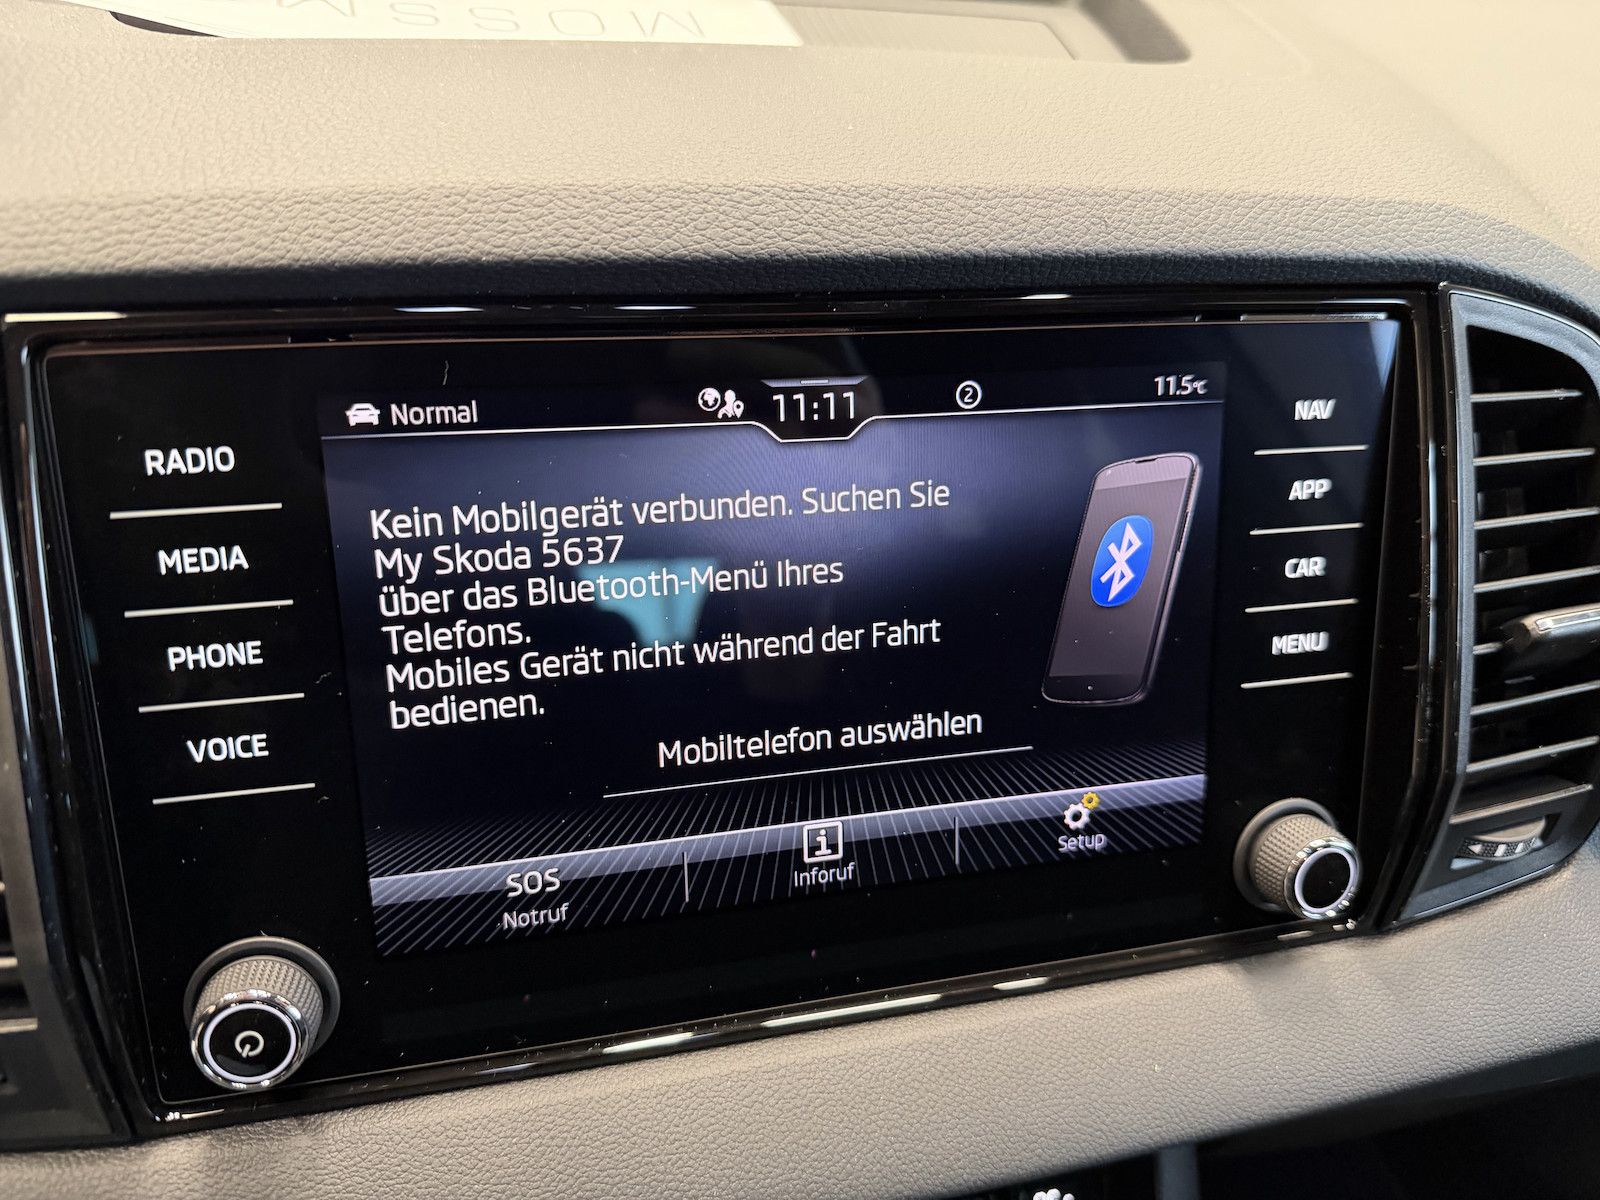 Normal
11:11
2
11.5°C
RADIO
MEDIA
PHONE
VOICE
Kein Mobilgerät verbunden. Suchen Sie
My Skoda 5637
über das Bluetooth-Menü Ihres
Telefons.
Mobiles Gerät nicht während der Fahrt
bedienen.
Mobiltelefon auswählen
SOS
Notruf
i
Inforuf
Setup
NAV
APP
CAR
MENU